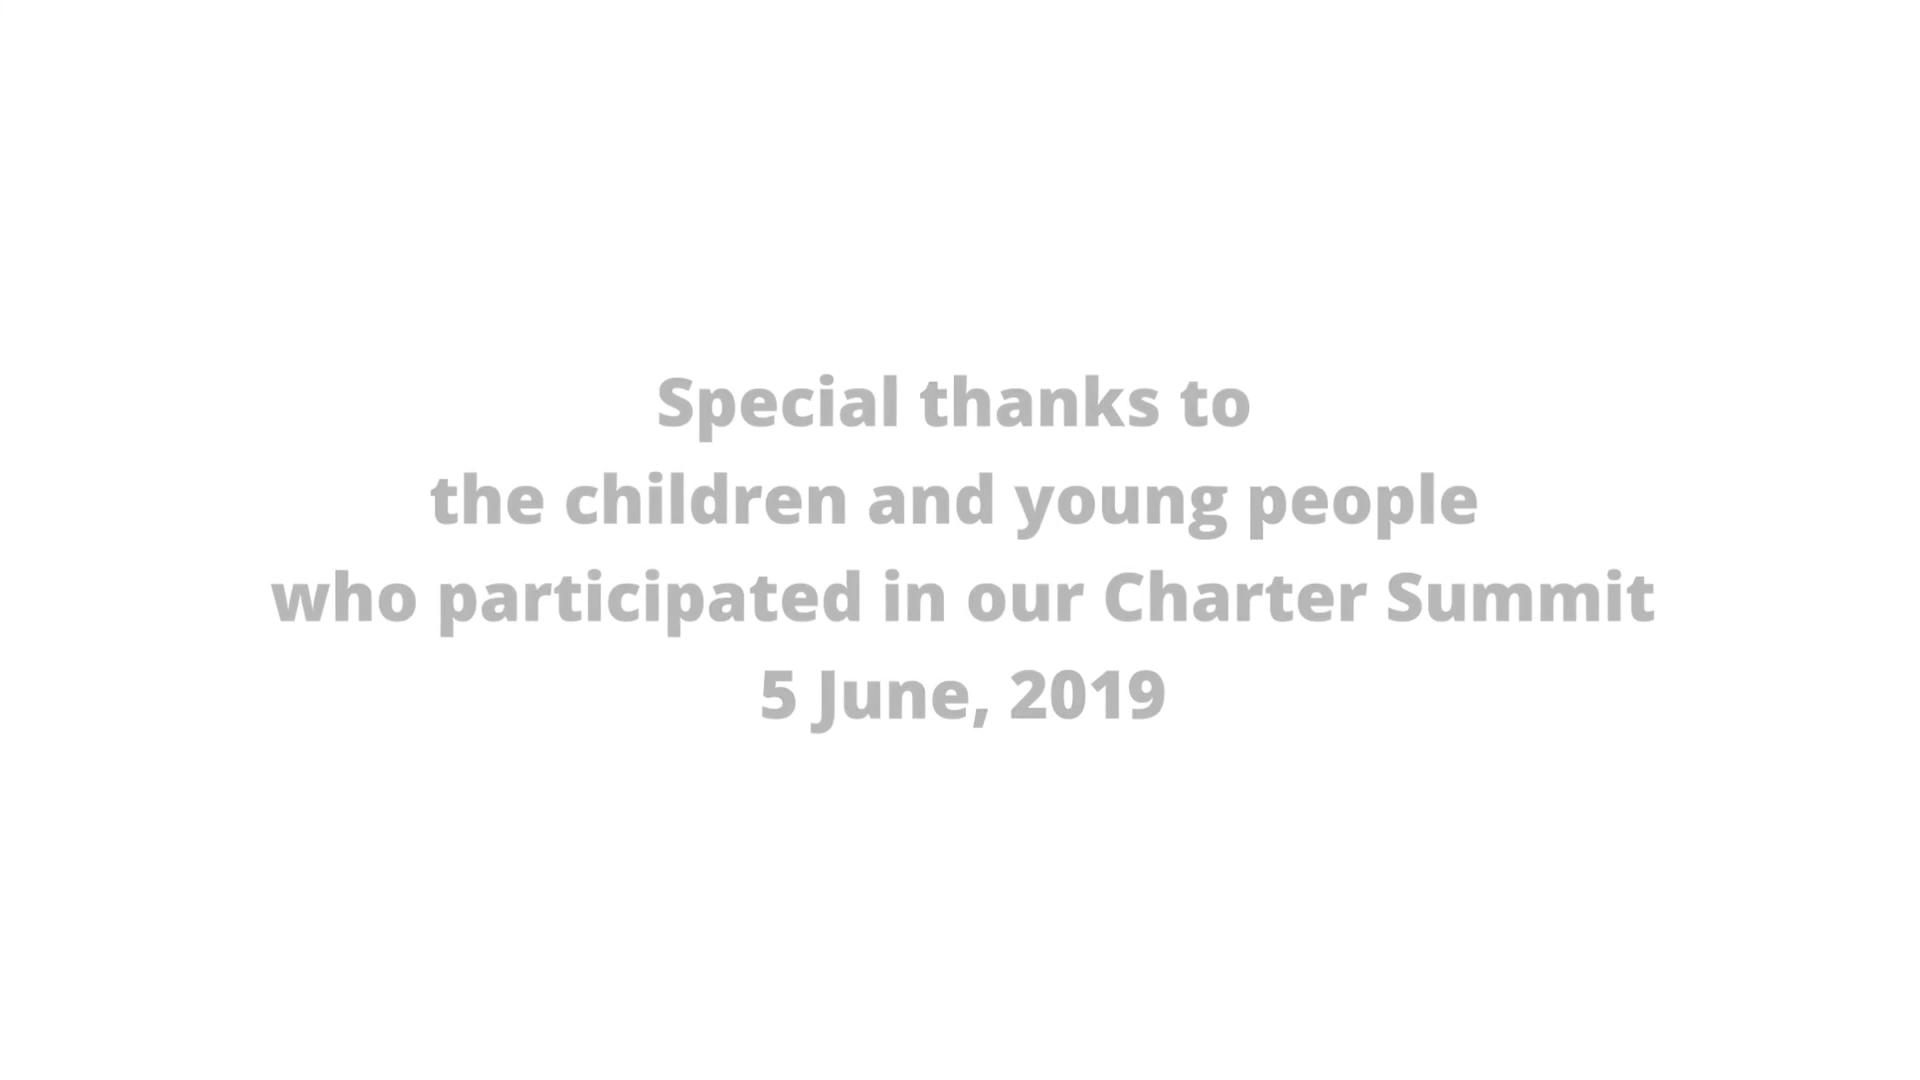 Special thanks to
the children and young people
who participated in our Charter Summit
5 June, 2019